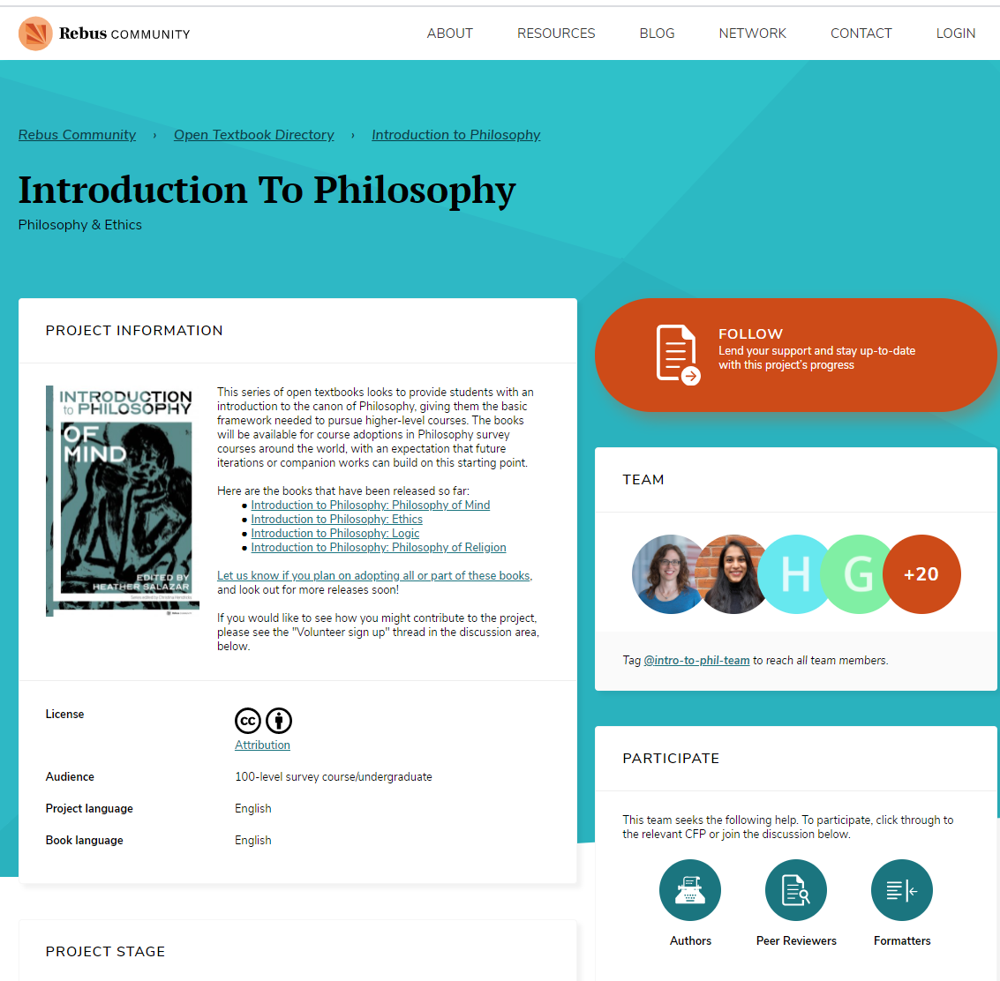 Rebus COMMUNITY
ABOUT
RESOURCES
BLOG
NETWORK
CONTACT
LOGIN
Rebus Community › Open Textbook Directory › Introduction to Philosophy
Introduction To Philosophy
Philosophy & Ethics
PROJECT INFORMATION
INTRODUCTION
to PHILOSOPHY
OF
MIND
EDITED BY
HEATHER SALAZAR
Series edited by Christina Hendricks
This series of open textbooks looks to provide students with an
introduction to the canon of Philosophy, giving them the basic
framework needed to pursue higher-level courses. The books
will be available for course adoptions in Philosophy survey
courses around the world, with an expectation that future
iterations or companion works can build on this starting point.
Here are the books that have been released so far:
● Introduction to Philosophy: Philosophy of Mind
● Introduction to Philosophy: Ethics
● Introduction to Philosophy: Logic
● Introduction to Philosophy: Philosophy of Religion
Let us know if you plan on adopting all or part of these books,
and look out for more releases soon!
If you would like to see how you might contribute to the project,
please see the "Volunteer sign up" thread in the discussion area,
below.
License
cc
Attribution
Audience
100-level survey course/undergraduate
Project language
English
Book language
English
PROJECT STAGE
FOLLOW
Lend your support and stay up-to-date
with this project's progress
TEAM
H
G
+20
Tag @intro-to-phil-team to reach all team members.
PARTICIPATE
This team seeks the following help. To participate, click through to
the relevant CFP or join the discussion below.
Authors
Peer Reviewers
Formatters